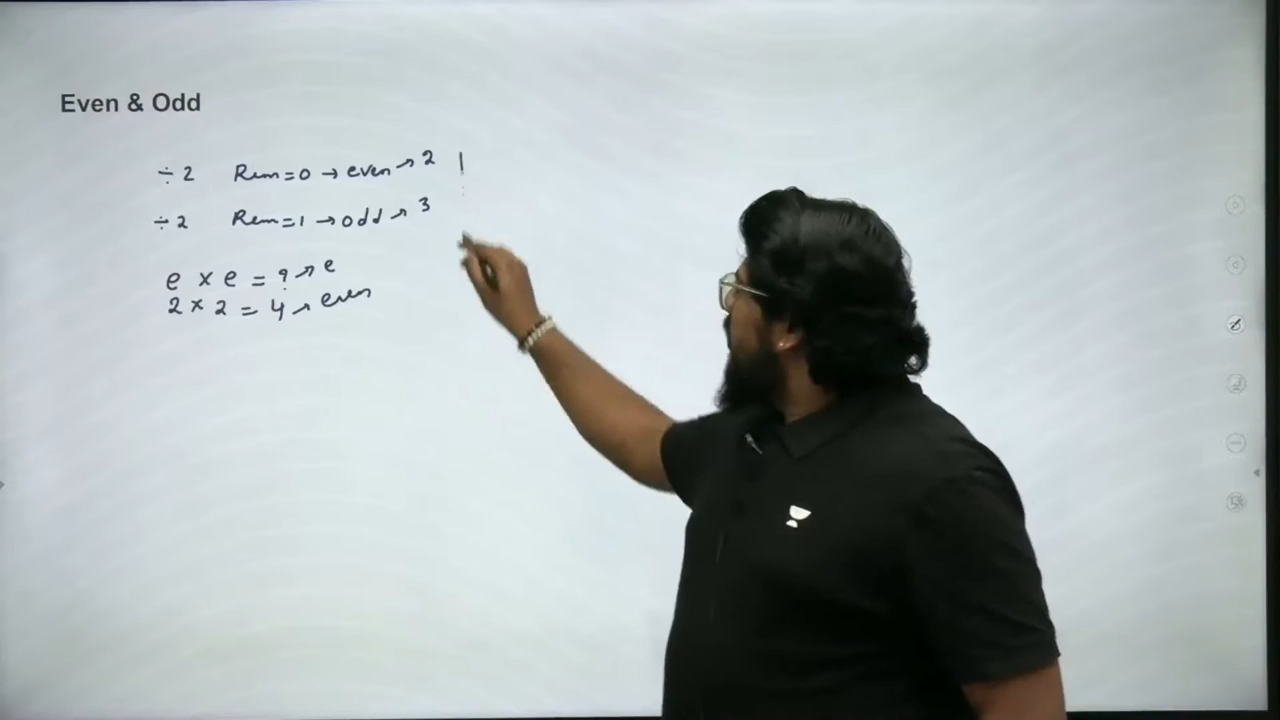 Even & Odd
÷ 2 Rem = 0 → even → 2
÷ 2 Rem = 1 → odd → 3
e × e = ? → e
2 × 2 = 4 → even